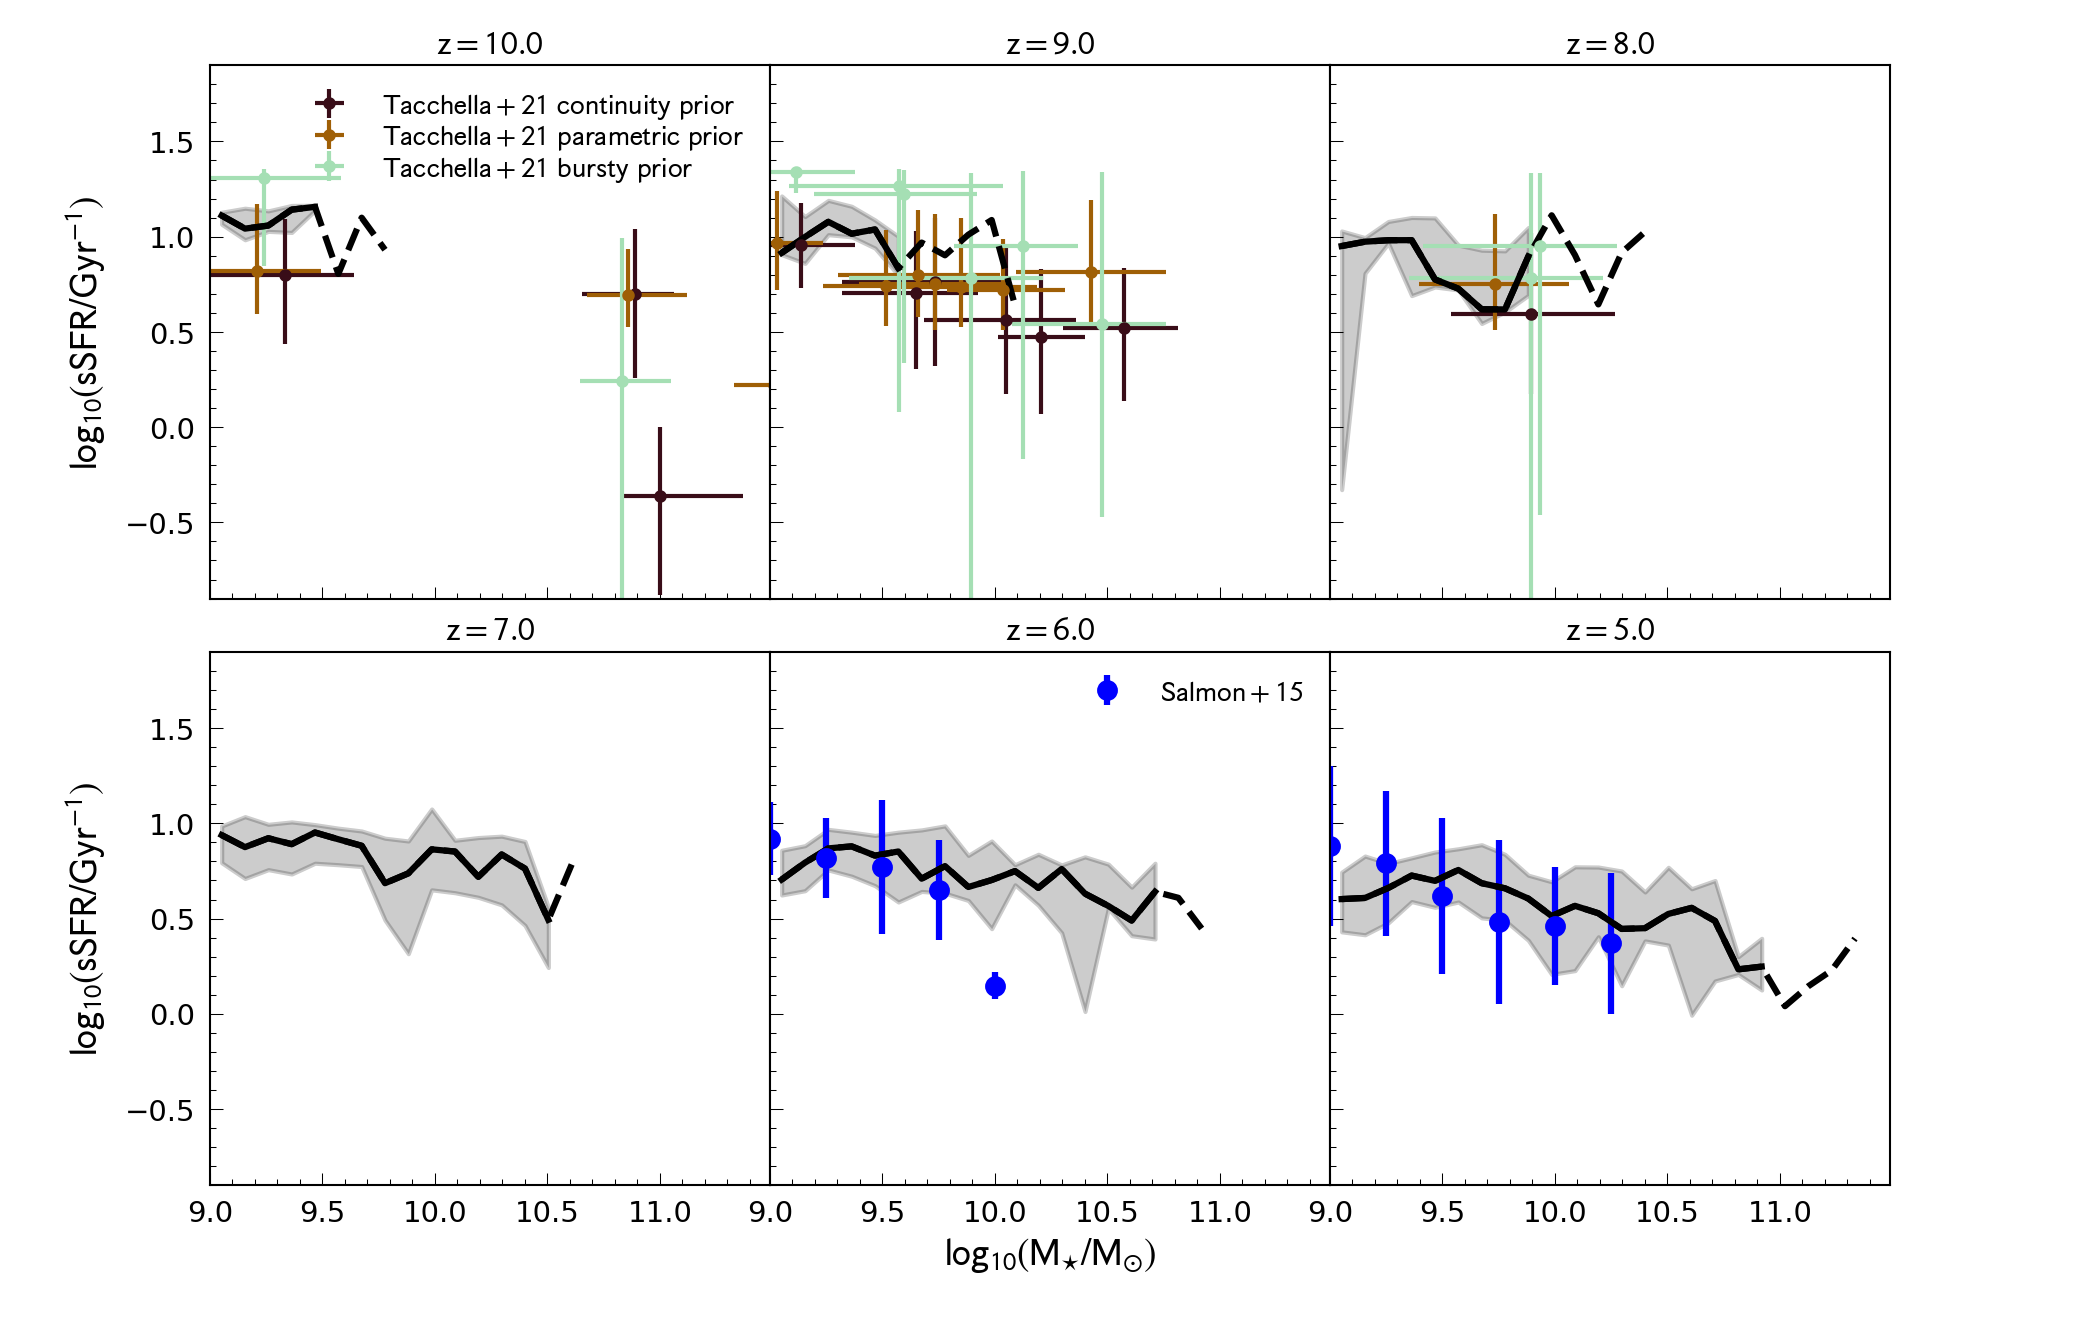 z = 10.0 z = 9.0 z = 8.0
Tacchella + 21 continuity prior
Tacchella + 21 parametric prior
Tacchella + 21 bursty prior
log₁₀(sSFR/Gyr⁻¹)
1.5
1.0
0.5
0.0
−0.5
z = 7.0 z = 6.0 z = 5.0
Salmon + 15
log₁₀(sSFR/Gyr⁻¹)
1.5
1.0
0.5
0.0
−0.5
9.0 9.5 10.0 10.5 11.0 9.0 9.5 10.0 10.5 11.0 9.0 9.5 10.0 10.5 11.0
log₁₀(M⋆/M⊙)